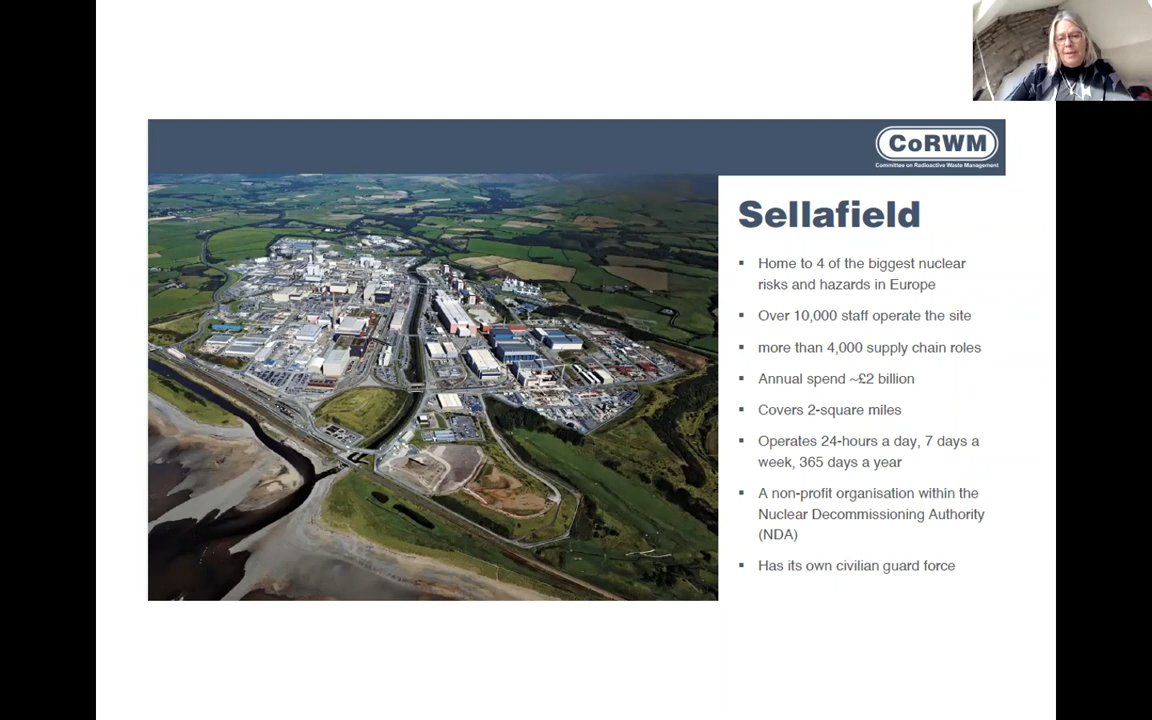 CoRWM
Committee on Radioactive Waste Management
Sellafield
▪ Home to 4 of the biggest nuclear
risks and hazards in Europe
▪ Over 10,000 staff operate the site
▪ more than 4,000 supply chain roles
▪ Annual spend ~£2 billion
▪ Covers 2-square miles
▪ Operates 24-hours a day, 7 days a
week, 365 days a year
▪ A non-profit organisation within the
Nuclear Decommissioning Authority
(NDA)
▪ Has its own civilian guard force